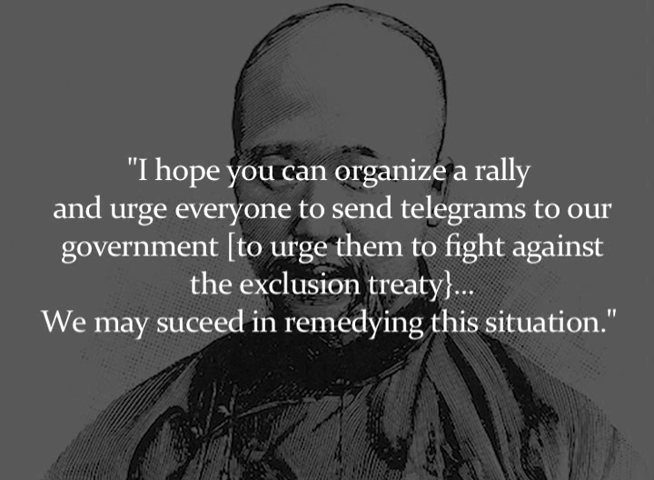 "I hope you can organize a rally
and urge everyone to send telegrams to our
government [to urge them to fight against
the exclusion treaty}...
We may suceed in remedying this situation."